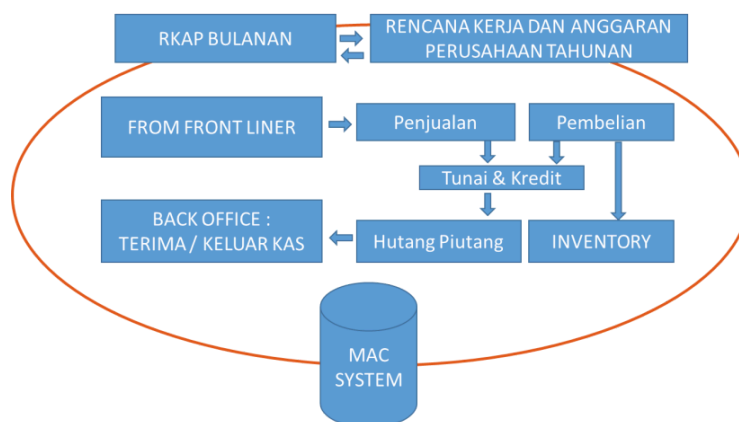 RKAP BULANAN
RENCANA KERJA DAN ANGGARAN
PERUSAHAAN TAHUNAN
FROM FRONT LINER
Penjualan
Pembelian
Tunai & Kredit
BACK OFFICE :
TERIMA / KELUAR KAS
Hutang Piutang
INVENTORY
MAC
SYSTEM